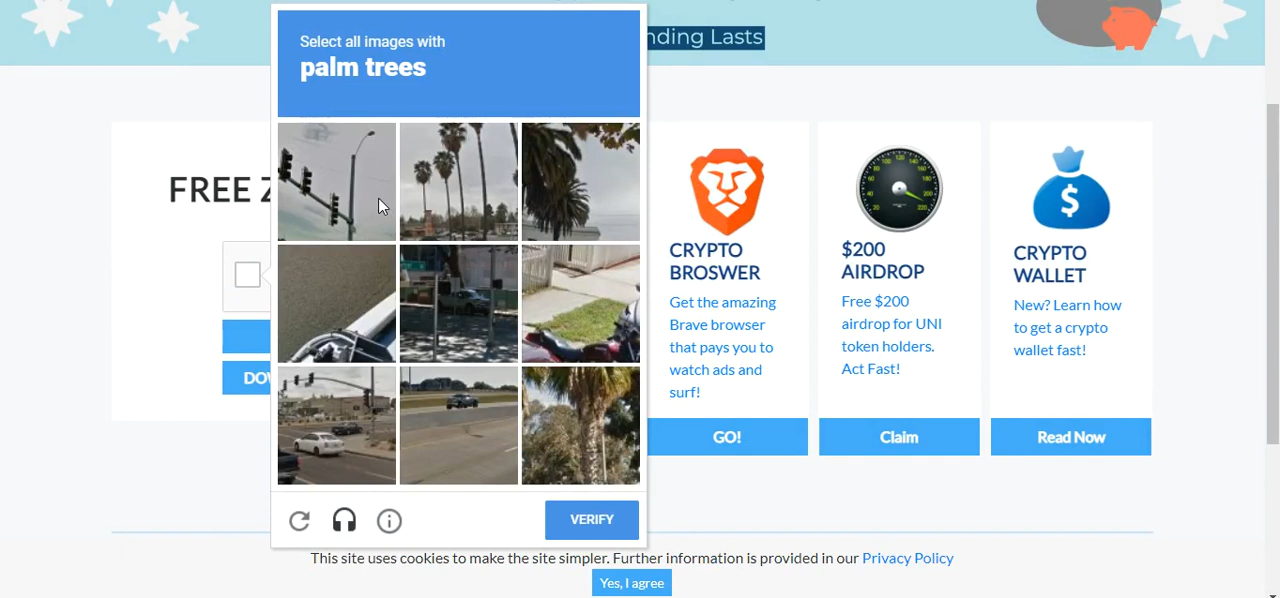 nding Lasts
Select all images with
palm trees
FREE
DOW
VERIFY
CRYPTO
BROSWER
Get the amazing
Brave browser
that pays you to
watch ads and
surf!
GO!
$200
AIRDROP
Free $200
airdrop for UNI
token holders.
Act Fast!
Claim
CRYPTO
WALLET
New? Learn how
to get a crypto
wallet fast!
Read Now
This site uses cookies to make the site simpler. Further information is provided in our Privacy Policy
Yes, I agree